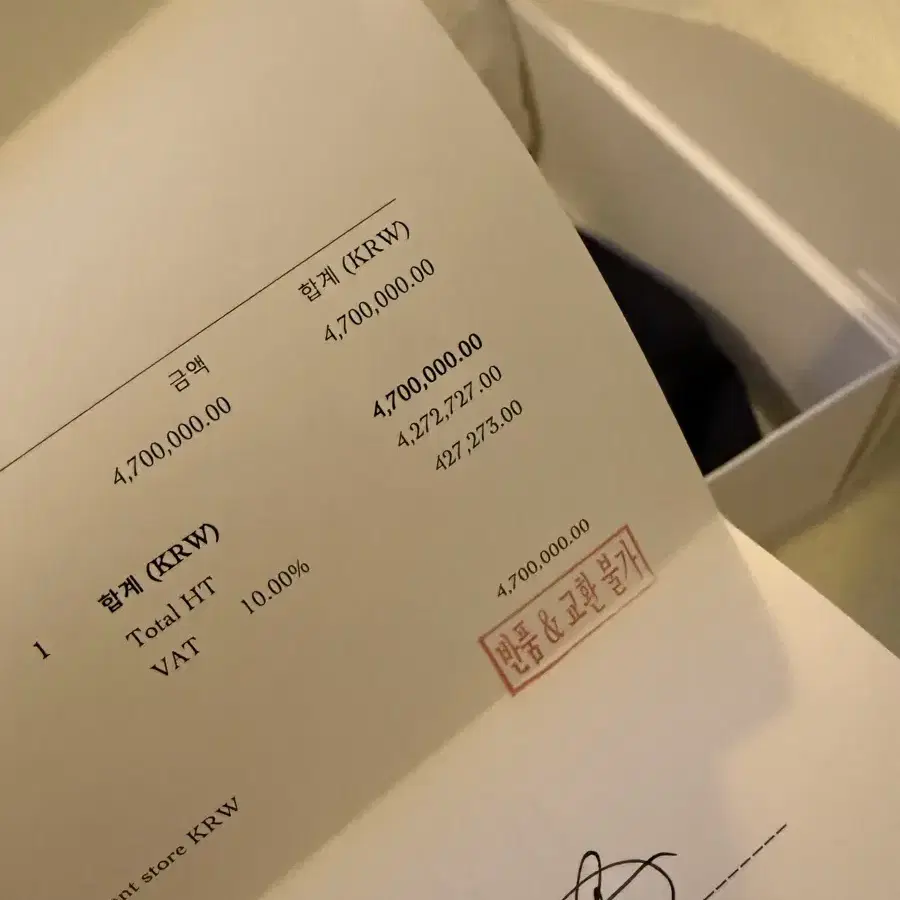 금액 합계 (KRW)
4,700,000.00 4,700,000.00
1 합계 (KRW) 4,700,000.00
Total HT 4,272,727.00
VAT 10.00% 427,273.00
4,700,000.00
반품 & 교환 불가
store KRW